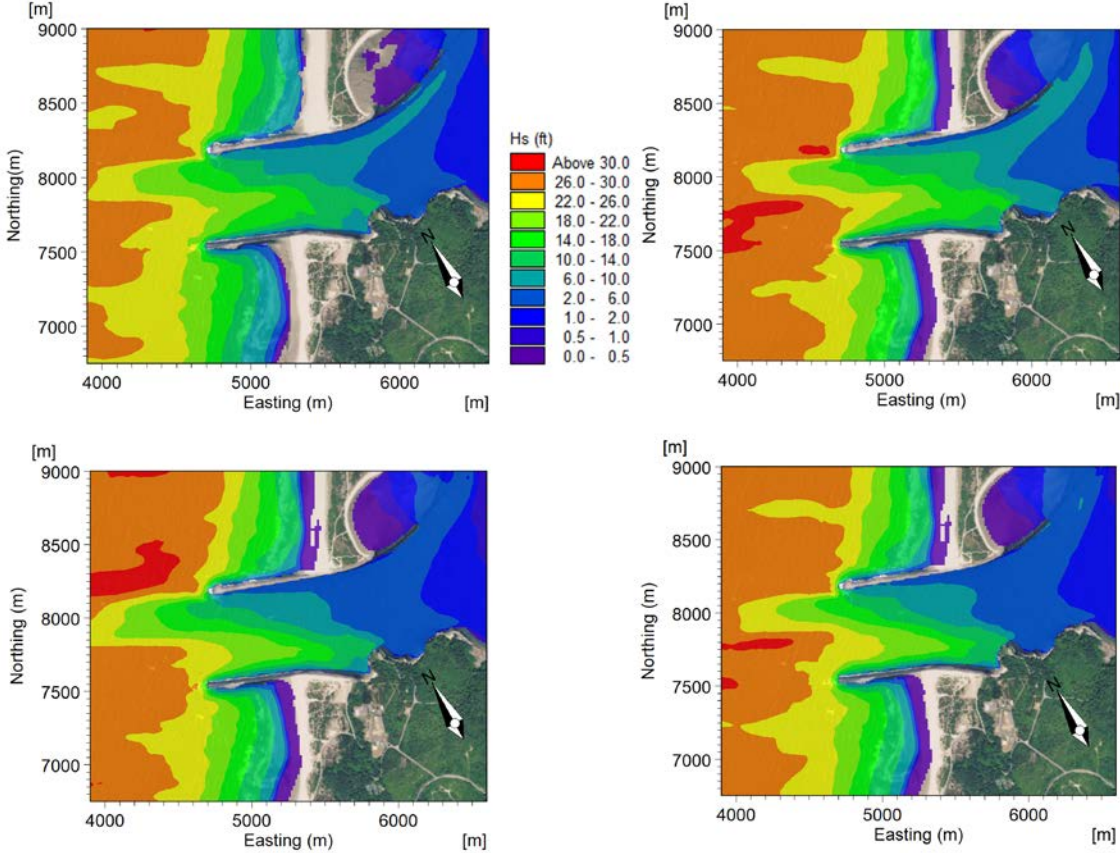 [m]
9000
8500
8000
7500
7000
Northing(m)
4000 5000 6000
Easting (m) [m]
N
Hs (ft)
Above 30.0
26.0 - 30.0
22.0 - 26.0
18.0 - 22.0
14.0 - 18.0
10.0 - 14.0
6.0 - 10.0
2.0 - 6.0
1.0 - 2.0
0.5 - 1.0
0.0 - 0.5
[m]
9000
8500
8000
7500
7000
Northing (m)
4000 5000 6000
Easting (m) [m]
N
[m]
9000
8500
8000
7500
7000
Northing (m)
4000 5000 6000
Easting (m) [m]
N
[m]
9000
8500
8000
7500
7000
Northing (m)
4000 5000 6000
Easting (m) [m]
N